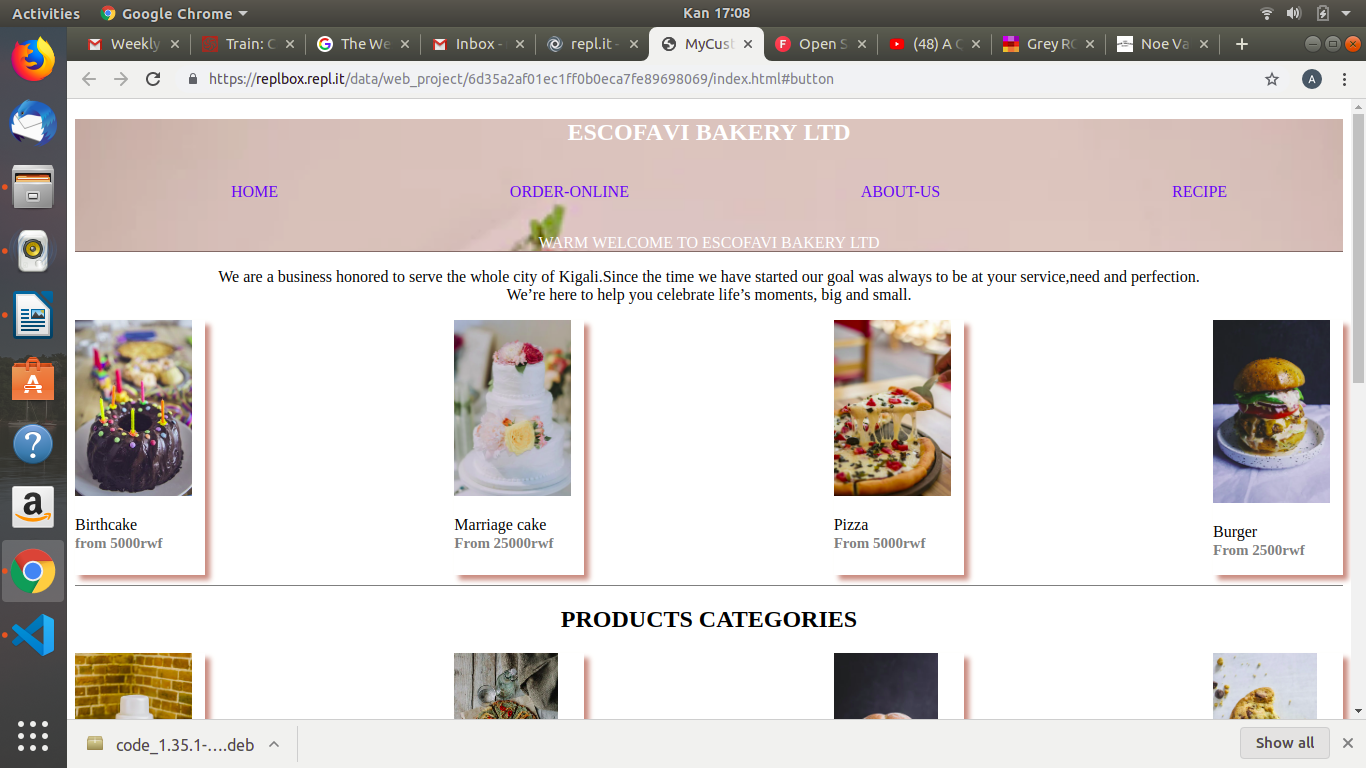 Activities Google Chrome Kan 17:08
Weekly Train: C The We Inbox - repl.it - MyCust Open S (48) A C Grey RC Noe Va
https://replbox.repl.it/data/web_project/6d35a2af01ec1ff0b0eca7fe89698069/index.html#button A
ESCOFAVI BAKERY LTD
HOME ORDER-ONLINE ABOUT-US RECIPE
WARM WELCOME TO ESCOFAVI BAKERY LTD
We are a business honored to serve the whole city of Kigali.Since the time we have started our goal was always to be at your service,need and perfection.
We’re here to help you celebrate life’s moments, big and small.
Birthcake
from 5000rwf
Marriage cake
From 25000rwf
Pizza
From 5000rwf
Burger
From 2500rwf
PRODUCTS CATEGORIES
code_1.35.1-....deb Show all